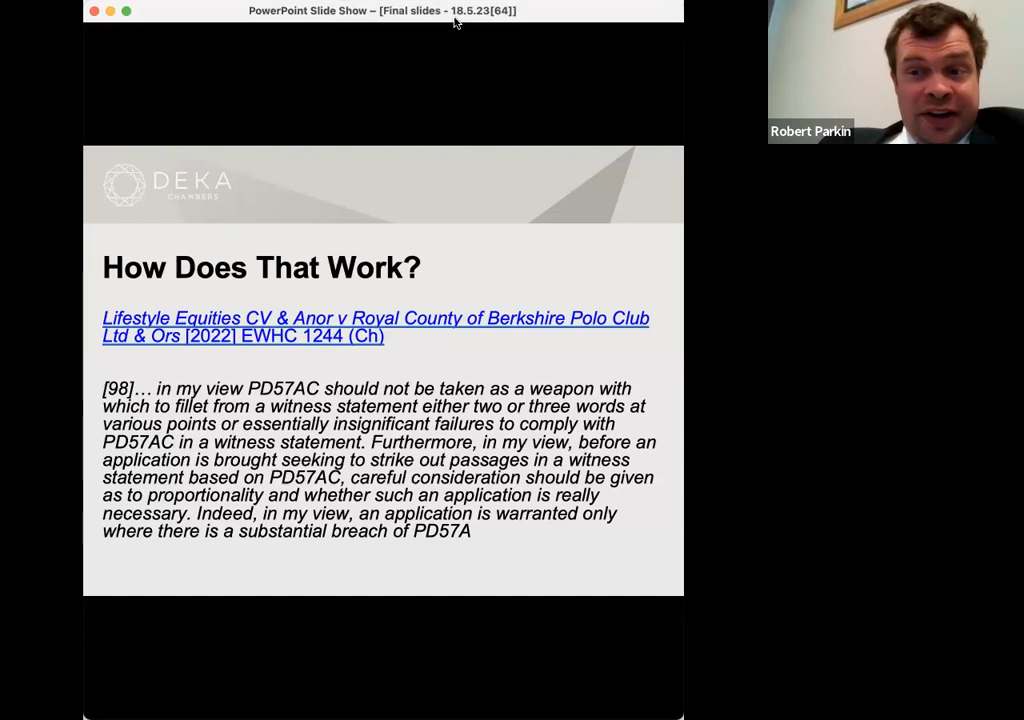 PowerPoint Slide Show – [Final slides - 18.5.23[64]]
Robert Parkin
DEKA
CHAMBERS
How Does That Work?
Lifestyle Equities CV & Anor v Royal County of Berkshire Polo Club
Ltd & Ors [2022] EWHC 1244 (Ch)
[98]… in my view PD57AC should not be taken as a weapon with
which to fillet from a witness statement either two or three words at
various points or essentially insignificant failures to comply with
PD57AC in a witness statement. Furthermore, in my view, before an
application is brought seeking to strike out passages in a witness
statement based on PD57AC, careful consideration should be given
as to proportionality and whether such an application is really
necessary. Indeed, in my view, an application is warranted only
where there is a substantial breach of PD57A